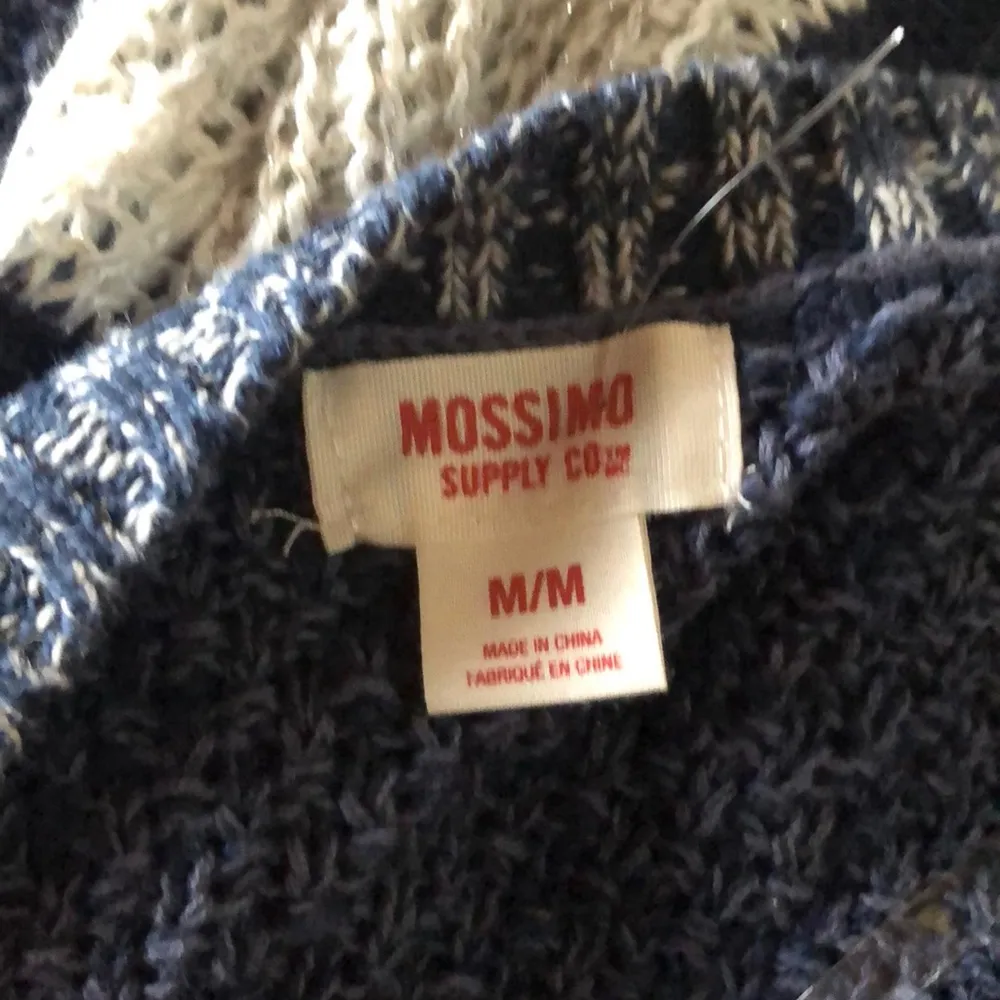 MOSSIMO
SUPPLY CO
M/M
MADE IN CHINA
FABRIQUÉ EN CHINE